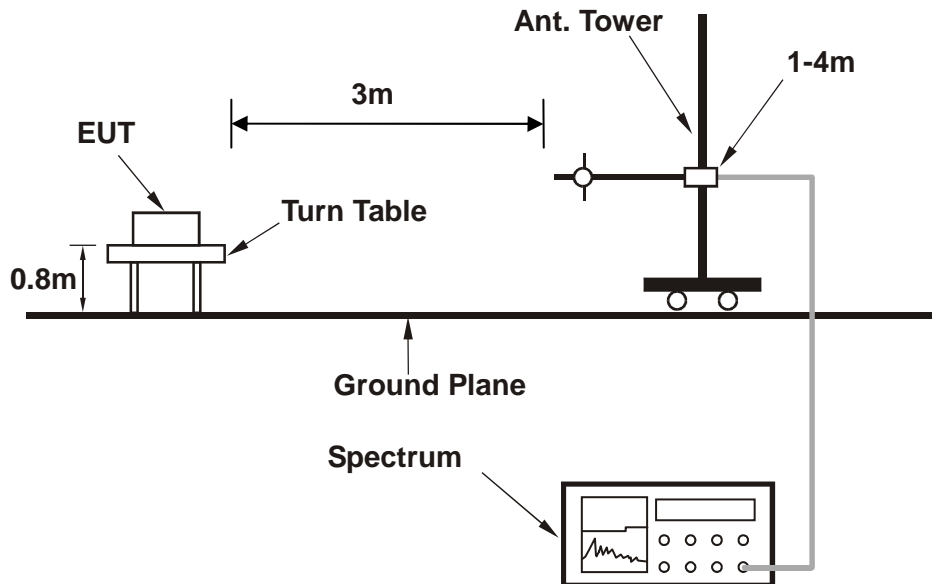 Ant. Tower
1-4m
3m
EUT
Turn Table
0.8m
Ground Plane
Spectrum